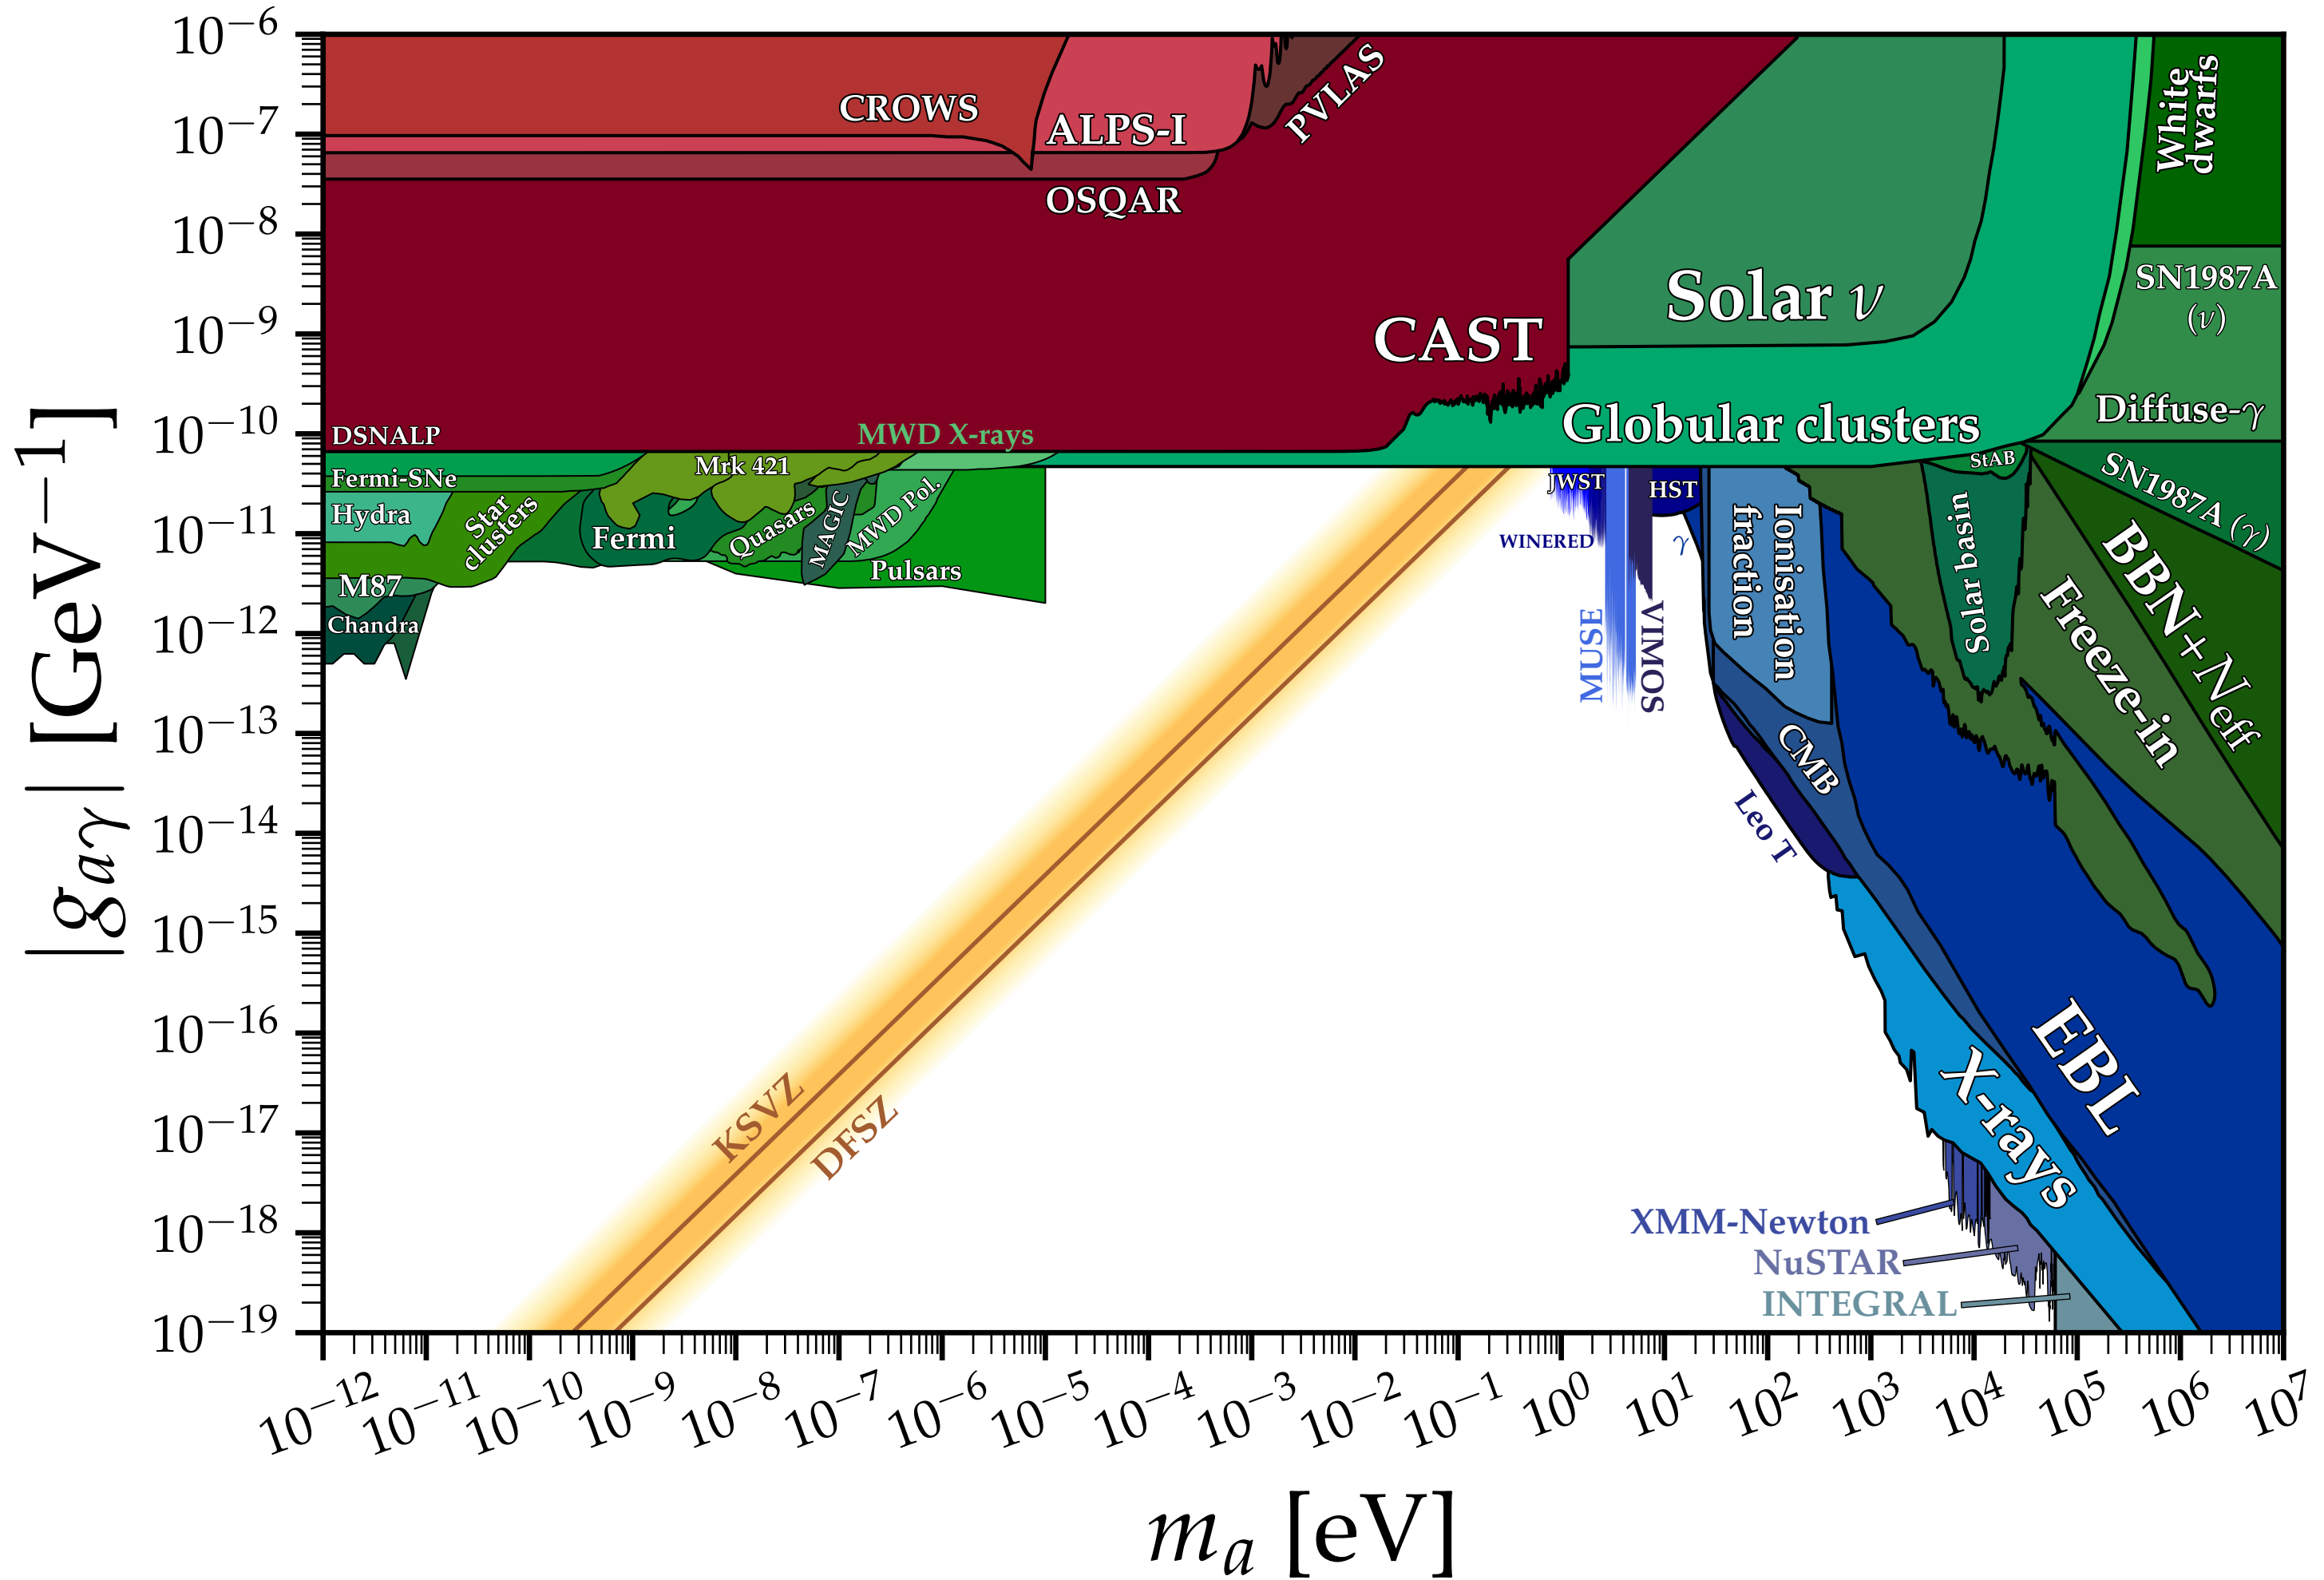 |g_{aγ}| [GeV⁻¹]
10⁻⁶
10⁻⁷
10⁻⁸
10⁻⁹
10⁻¹⁰
10⁻¹¹
10⁻¹²
10⁻¹³
10⁻¹⁴
10⁻¹⁵
10⁻¹⁶
10⁻¹⁷
10⁻¹⁸
10⁻¹⁹
CROWS
ALPS-I
OSQAR
PVLAS
CAST
Solar ν
Globular clusters
White
dwarfs
SN1987A
(ν)
Diffuse-γ
SN1987A (γ)
DSNALP
Fermi-SNe
Hydra
M87
Chandra
Star
clusters
Fermi
Mrk 421
Quasars
MAGIC
MWD X-rays
MWD Pol.
Pulsars
JWST
WINERED
MUSE
VIMOS
HST
γ
Ionisation
fraction
StAB
Solar basin
Freeze-in
BBN+N_{eff}
CMB
Leo T
EBL
X-rays
XMM-Newton
NuSTAR
INTEGRAL
KSVZ
DFSZ
10⁻¹²
10⁻¹¹
10⁻¹⁰
10⁻⁹
10⁻⁸
10⁻⁷
10⁻⁶
10⁻⁵
10⁻⁴
10⁻³
10⁻²
10⁻¹
10⁰
10¹
10²
10³
10⁴
10⁵
10⁶
10⁷
m_a [eV]